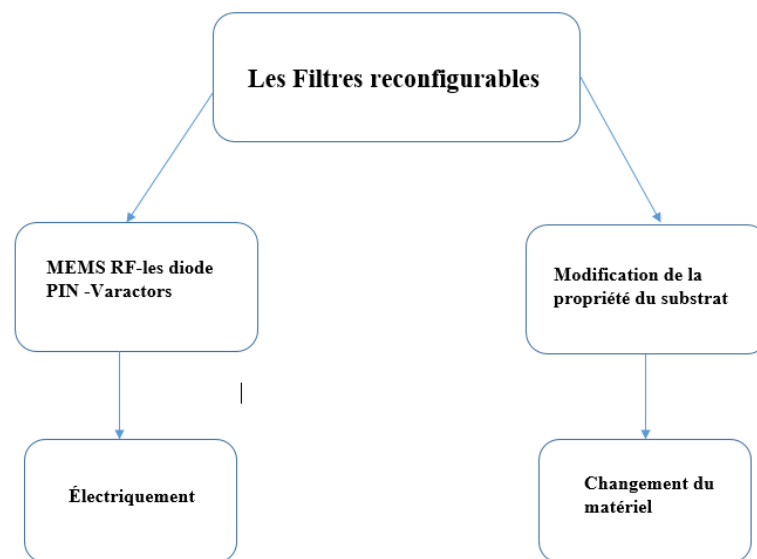 Les Filtres reconfigurables
MEMS RF-les diode
PIN -Varactors
Modification de la
propriété du substrat
Électriquement
Changement du
matériel